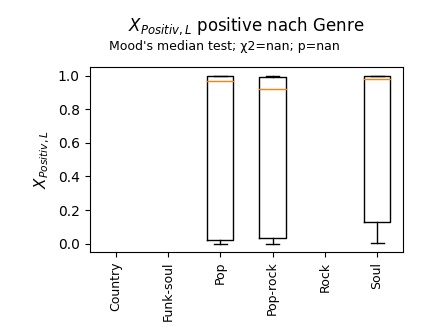 X_{Positiv, L} positive nach Genre
Mood's median test; χ2=nan; p=nan
X_{Positiv, L}
1.0
0.8
0.6
0.4
0.2
0.0
Country
Funk-soul
Pop
Pop-rock
Rock
Soul